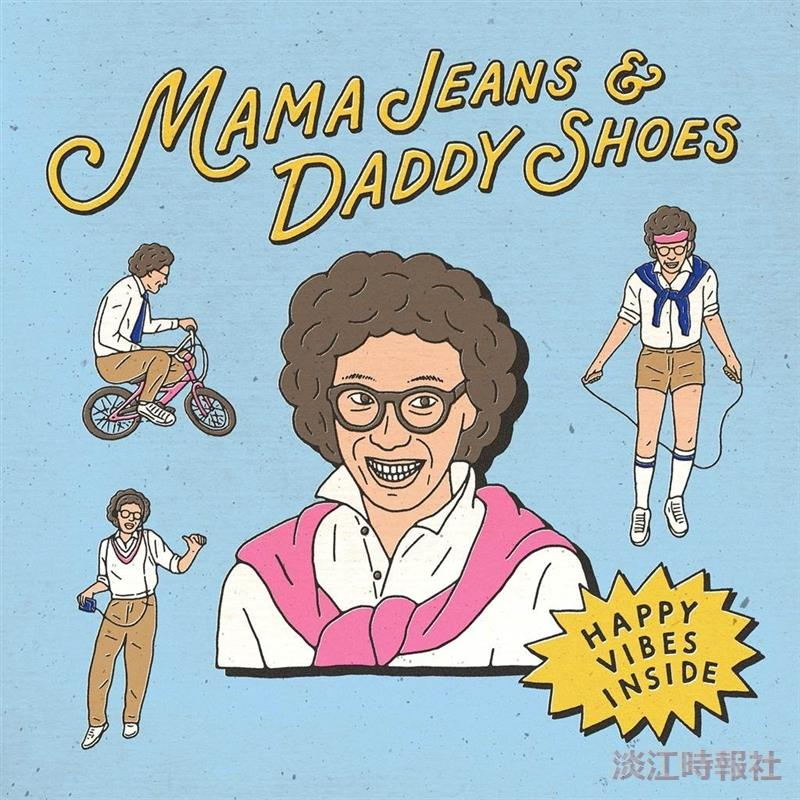 MAMA JEANS &
DADDY SHOES
HAPPY
VIBES
INSIDE
淡江時報社